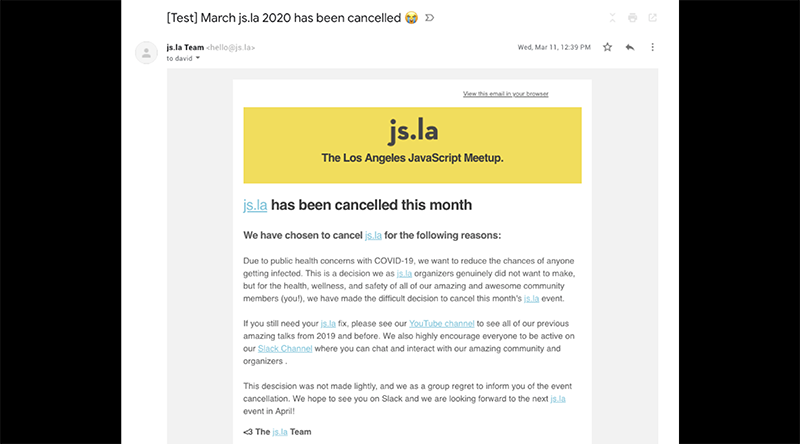 [Test] March js.la 2020 has been cancelled 😭
js.la Team <hello@js.la>
Wed, Mar 11, 12:39 PM
to david
View this email in your browser
js.la
The Los Angeles JavaScript Meetup.
js.la has been cancelled this month
We have chosen to cancel js.la for the following reasons:
Due to public health concerns with COVID-19, we want to reduce the chances of anyone
getting infected. This is a decision we as js.la organizers genuinely did not want to make,
but for the health, wellness, and safety of all of our amazing and awesome community
members (you!), we have made the difficult decision to cancel this month's js.la event.
If you still need your js.la fix, please see our YouTube channel to see all of our previous
amazing talks from 2019 and before. We also highly encourage everyone to be active on
our Slack Channel where you can chat and interact with our amazing community and
organizers .
This descision was not made lightly, and we as a group regret to inform you of the event
cancellation. We hope to see you on Slack and we are looking forward to the next js.la
event in April!
<3 The js.la Team